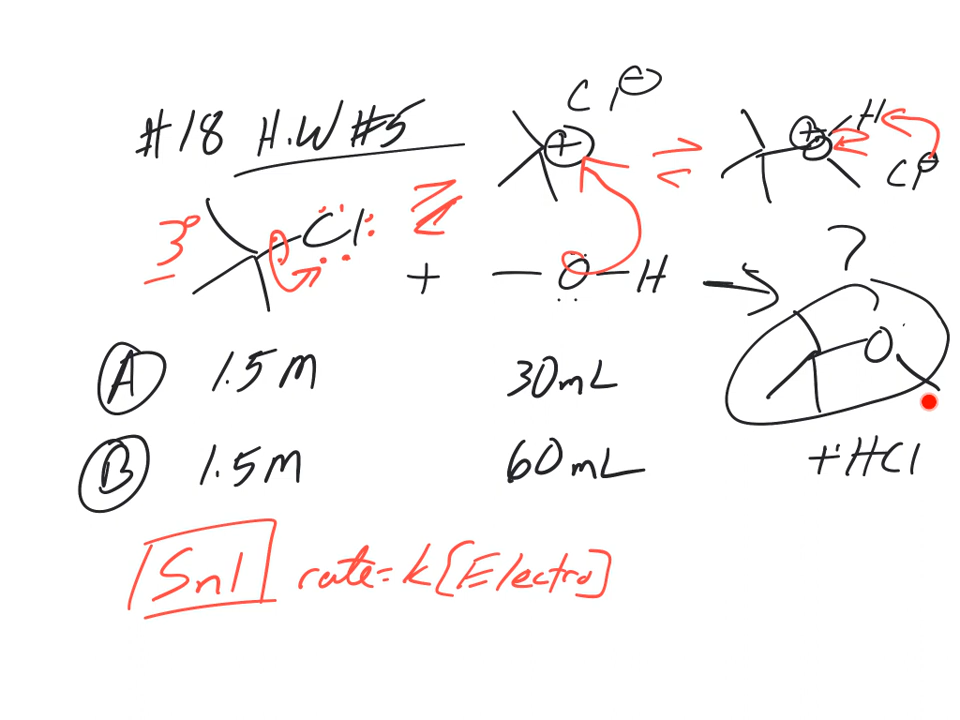 #18 H.W #5
Cl ⊖
⊕
⊕ O H
Cl ⊖
3° Cl + O H ?
O
A 1.5 M 30 mL
B 1.5 M 60 mL + HCl
Sn1 rate = k[Electro]